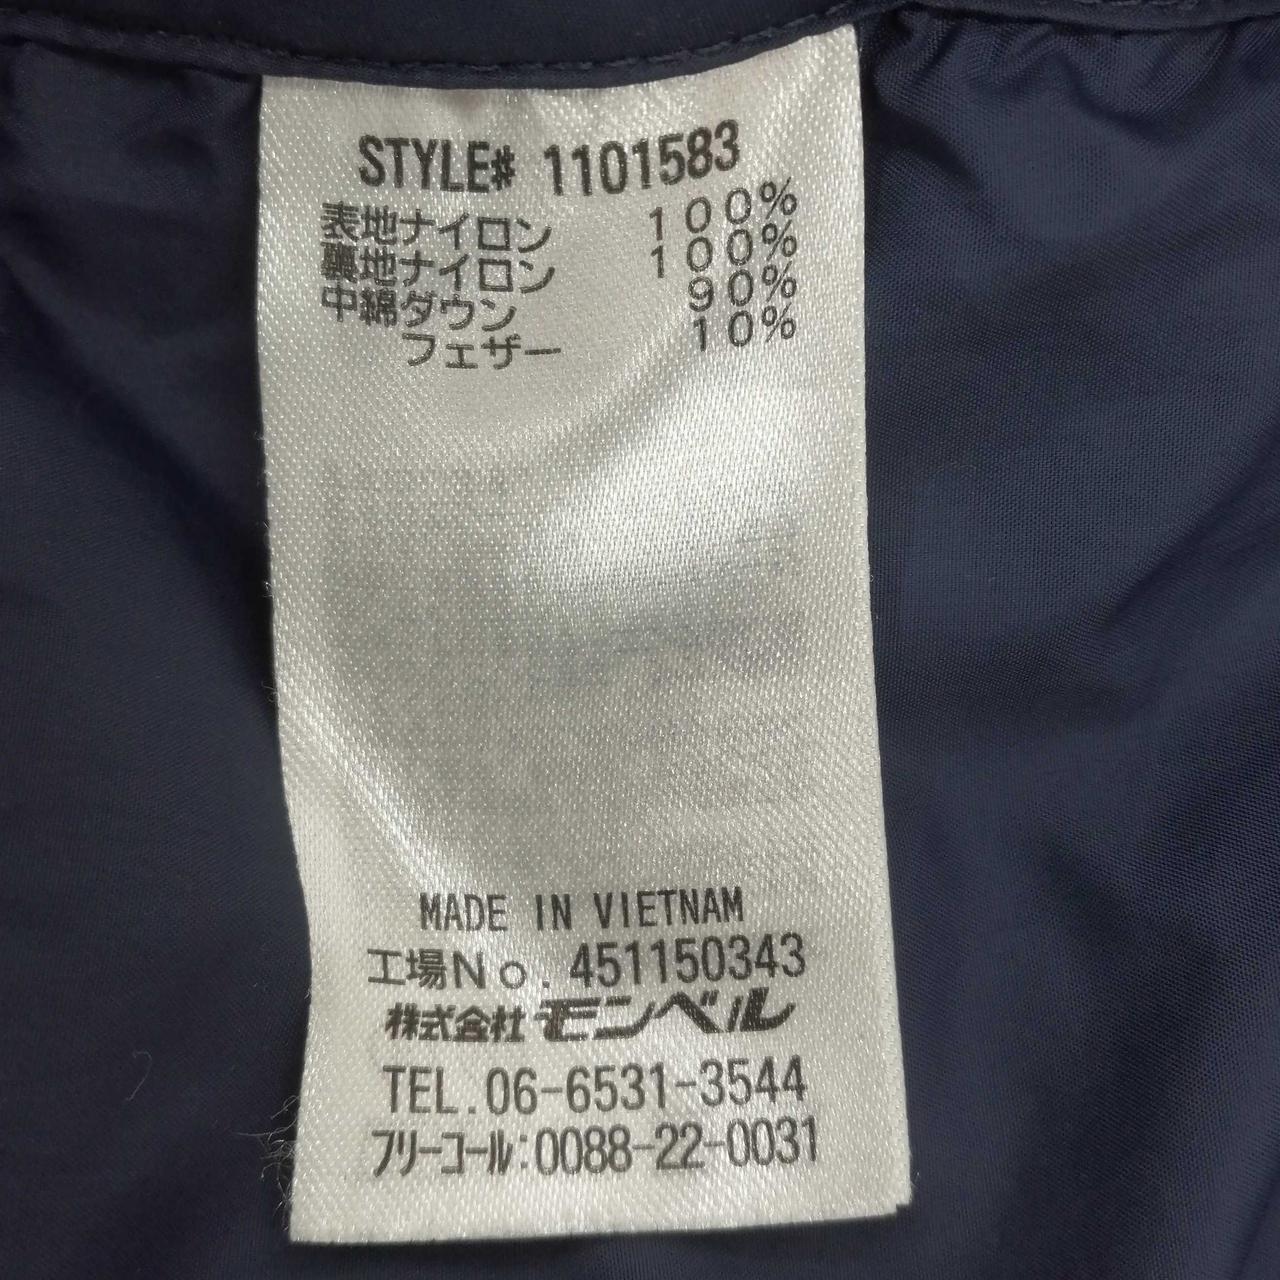 STYLE# 1101583
表地ナイロン 100%
裏地ナイロン 100%
中綿ダウン 90%
フェザー 10%
MADE IN VIETNAM
工場No. 451150343
株式会社モンベル
TEL.06-6531-3544
フリーコール:0088-22-0031